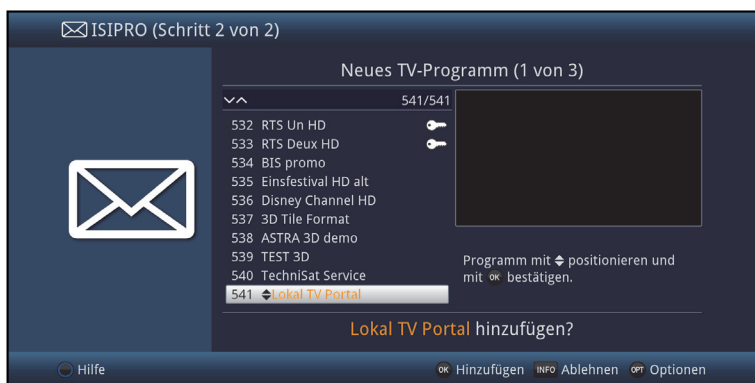 ISIPRO (Schritt 2 von 2)
Neues TV-Programm (1 von 3)
541/541
532 RTS Un HD
533 RTS Deux HD
534 BIS promo
535 Einsfestival HD alt
536 Disney Channel HD
537 3D Tile Format
538 ASTRA 3D demo
539 TEST 3D
540 TechniSat Service
541 Lokal TV Portal
Programm mit positionieren und
mit OK bestätigen.
Lokal TV Portal hinzufügen?
Hilfe OK Hinzufügen INFO Ablehnen OPT Optionen